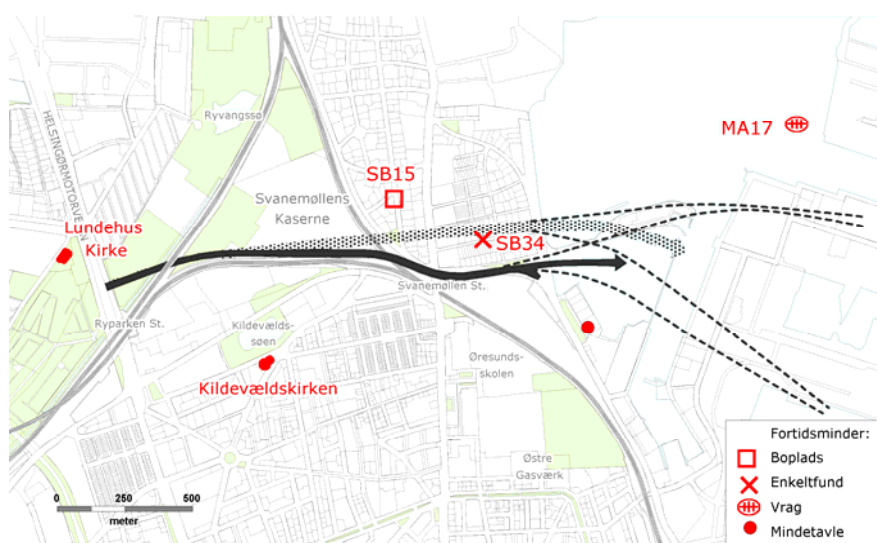 Ryvangssø
HELSINGØRMOTORVEJEN
MA17
SB15
Svanemøllens
Kaserne
Lundehus
Kirke
SB34
Svanemøllen St.
Ryparken St.
Kildevælds-
søen
Kildevældskirken
Øresunds-
skolen
Østre
Gasværk
0 250 500
meter
Fortidsminder:
Boplads
Enkeltfund
Vrag
Mindetavle